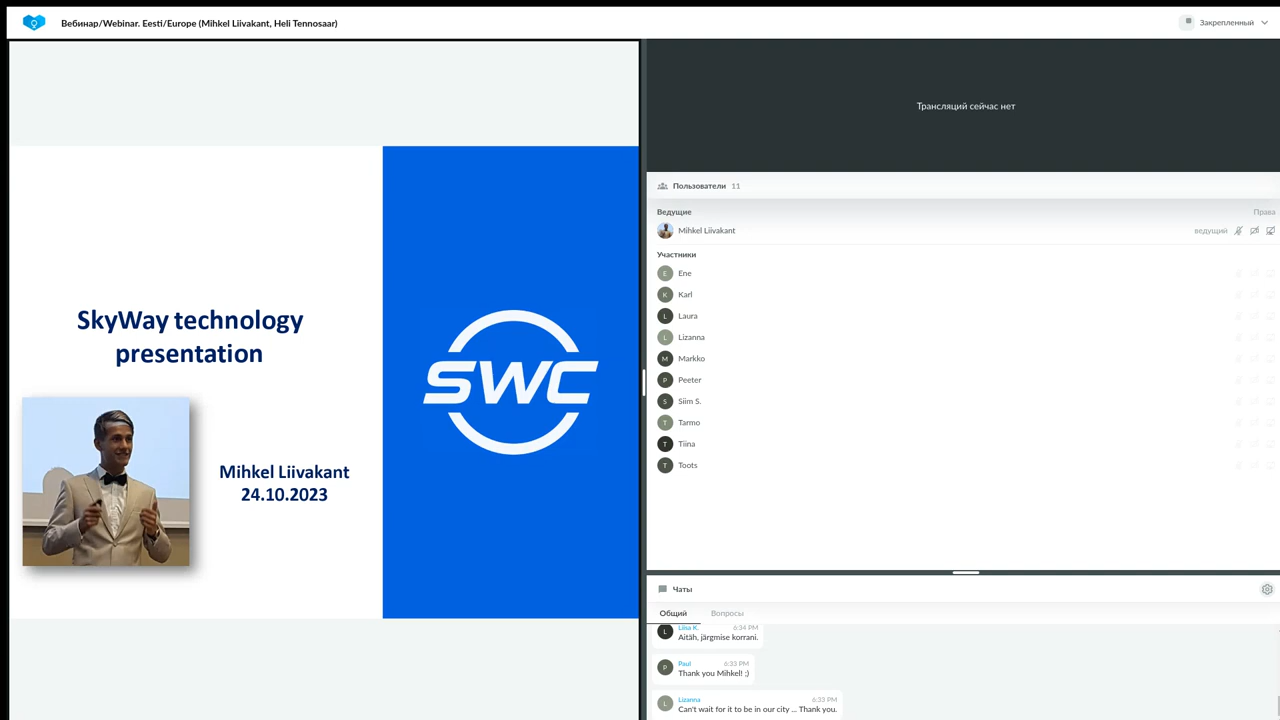 Вебинар/Webinar. Eesti/Europe (Mihkel Liivakant, Heli Tennosaar)
Закрепленный
SkyWay technology
presentation
Mihkel Liivakant
24.10.2023
SWC
Трансляций сейчас нет
Пользователи 11
Ведущие Права
Mihkel Liivakant ведущий
Участники
E Ene
K Karl
L Laura
L Lizanna
M Markko
P Peeter
S Siim S.
T Tarmo
T Tiina
T Toots
Чаты
Общий Вопросы
L Liisa K. 6:34 PM
Aitäh, järgmise korrani.
P Paul 6:33 PM
Thank you Mihkel! ;)
L Lizanna 6:33 PM
Can't wait for it to be in our city ... Thank you.